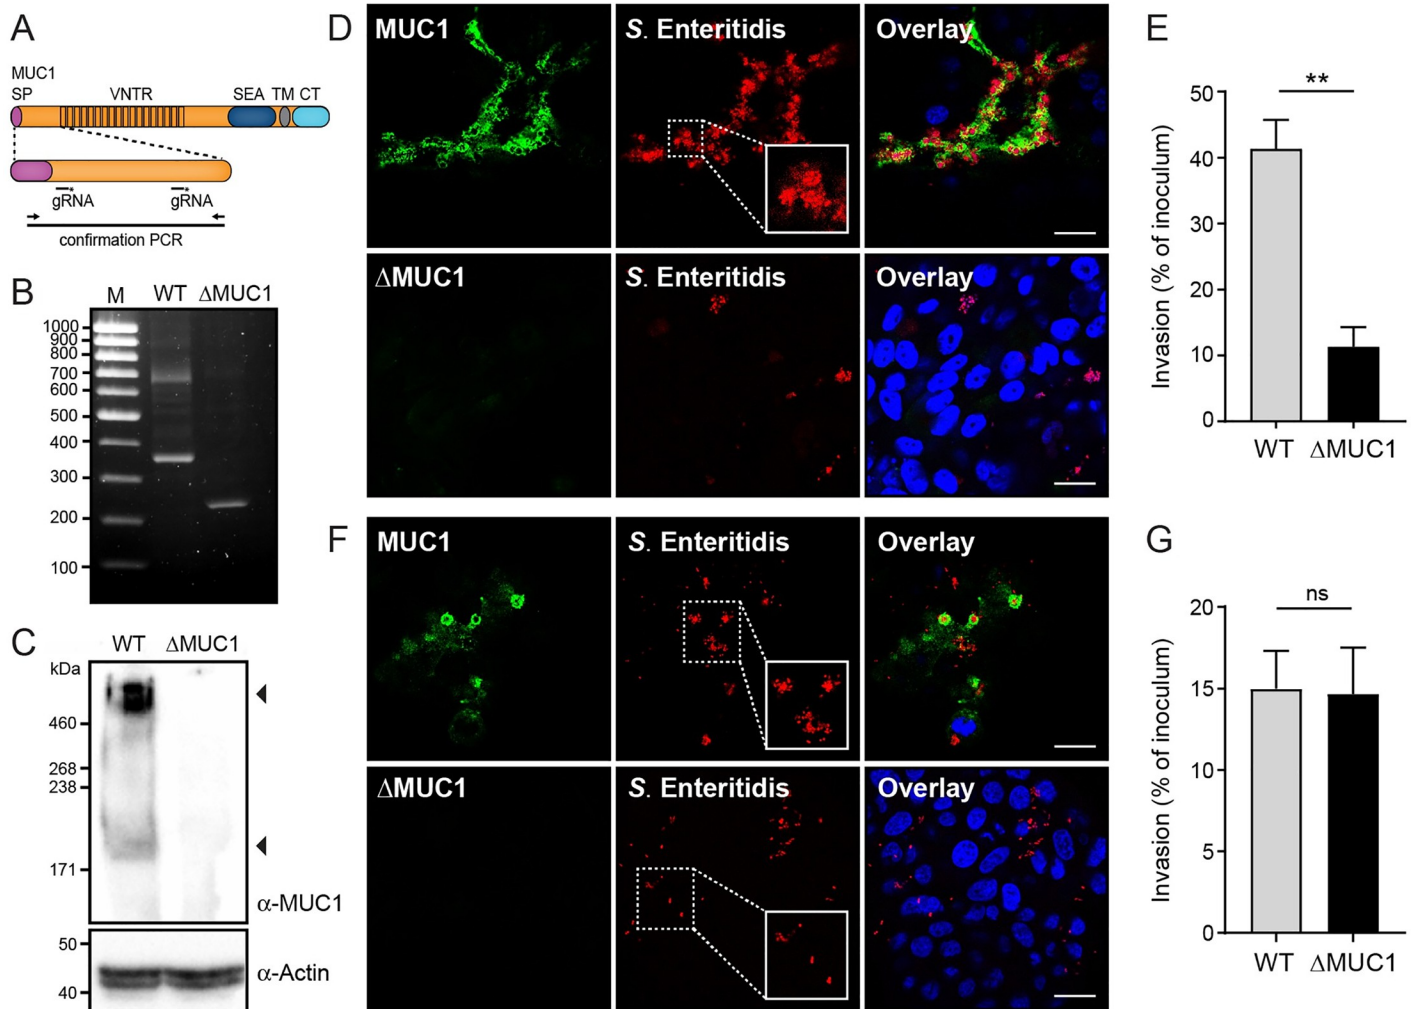 A
MUC1
SP
VNTR
SEA
TM
CT
gRNA
gRNA
confirmation PCR
B
M
WT
ΔMUC1
1000
900
800
700
600
500
400
300
200
100
C
WT
ΔMUC1
kDa
460
268
238
171
α-MUC1
50
40
α-Actin
D
MUC1
S. Enteritidis
Overlay
ΔMUC1
S. Enteritidis
Overlay
E
**
Invasion (% of inoculum)
50
40
30
20
10
0
WT
ΔMUC1
F
MUC1
S. Enteritidis
Overlay
ΔMUC1
S. Enteritidis
Overlay
G
ns
Invasion (% of inoculum)
20
15
10
5
0
WT
ΔMUC1